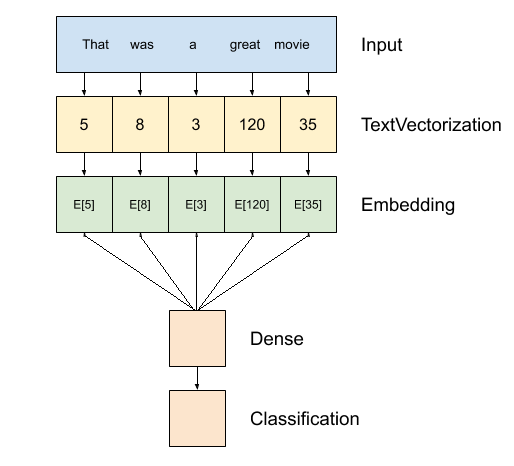 That was a great movie Input
5 8 3 120 35 TextVectorization
E[5] E[8] E[3] E[120] E[35] Embedding
Dense
Classification